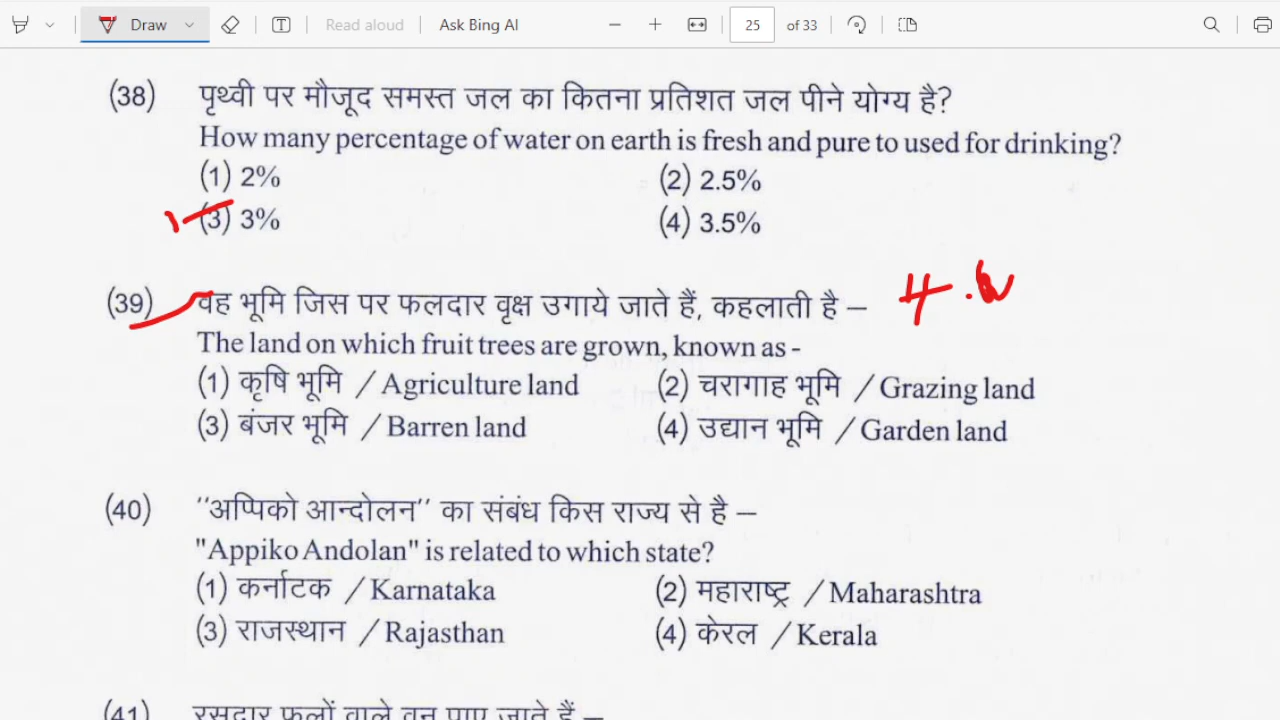 Draw
Read aloud
Ask Bing AI
25 of 33
(38) पृथ्वी पर मौजूद समस्त जल का कितना प्रतिशत जल पीने योग्य है?
How many percentage of water on earth is fresh and pure to used for drinking?
(1) 2% (2) 2.5%
(3) 3% (4) 3.5%
(39) वह भूमि जिस पर फलदार वृक्ष उगाये जाते हैं, कहलाती है – 4.
The land on which fruit trees are grown, known as -
(1) कृषि भूमि / Agriculture land (2) चरागाह भूमि / Grazing land
(3) बंजर भूमि / Barren land (4) उद्यान भूमि / Garden land
(40) "अप्पिको आन्दोलन" का संबंध किस राज्य से है –
"Appiko Andolan" is related to which state?
(1) कर्नाटक / Karnataka (2) महाराष्ट्र / Maharashtra
(3) राजस्थान / Rajasthan (4) केरल / Kerala
(41) रसदार फलों वाले वन पाए जाते हैं –